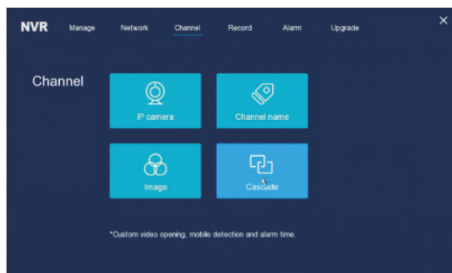 NVR Manage Network Channel Record Alarm Upgrade
Channel
IP camera Channel name
Image Cascade
*Custom video opening, mobile detection and alarm time.